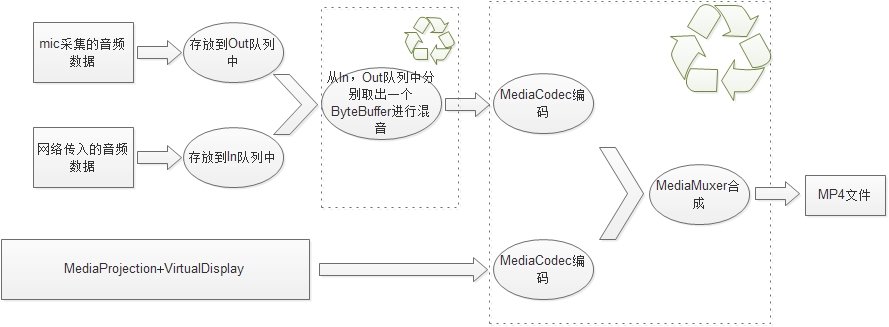 mic采集的音频
数据
存放到Out队列
中
从In，Out队列中分
别取出一个
ByteBuffer进行混
音
MediaCodec编
码
网络传入的音频
数据
存放到In队列中
MediaMuxer合
成
MP4文件
MediaProjection+VirtualDisplay
MediaCodec编
码